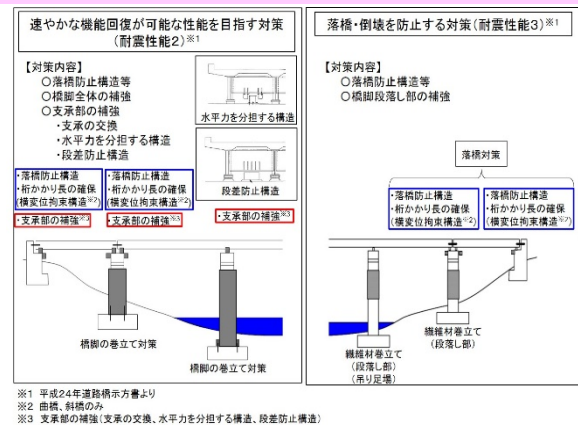 速やかな機能回復が可能な性能を目指す対策
(耐震性能2)※1
【対策内容】
○落橋防止構造等
○橋脚全体の補強
○支承部の補強
・支承の交換
・水平力を分担する構造
・段差防止構造
水平力を分担する構造
段差防止構造
・落橋防止構造
・桁かかり長の確保
(横変位拘束構造※2)
・落橋防止構造
・桁かかり長の確保
(横変位拘束構造※2)
・支承部の補強※3
・支承部の補強※3
・支承部の補強※3
橋脚の巻立て対策
橋脚の巻立て対策
落橋・倒壊を防止する対策(耐震性能3)※1
【対策内容】
○落橋防止構造等
○橋脚段落し部の補強
落橋対策
・落橋防止構造
・桁かかり長の確保
(横変位拘束構造※2)
・落橋防止構造
・桁かかり長の確保
(横変位拘束構造※2)
繊維材巻立て
(段落し部)
(吊り足場)
繊維材巻立て
(段落し部)
※1 平成24年道路橋示方書より
※2 曲橋、斜橋のみ
※3 支承部の補強(支承の交換、水平力を分担する構造、段差防止構造)